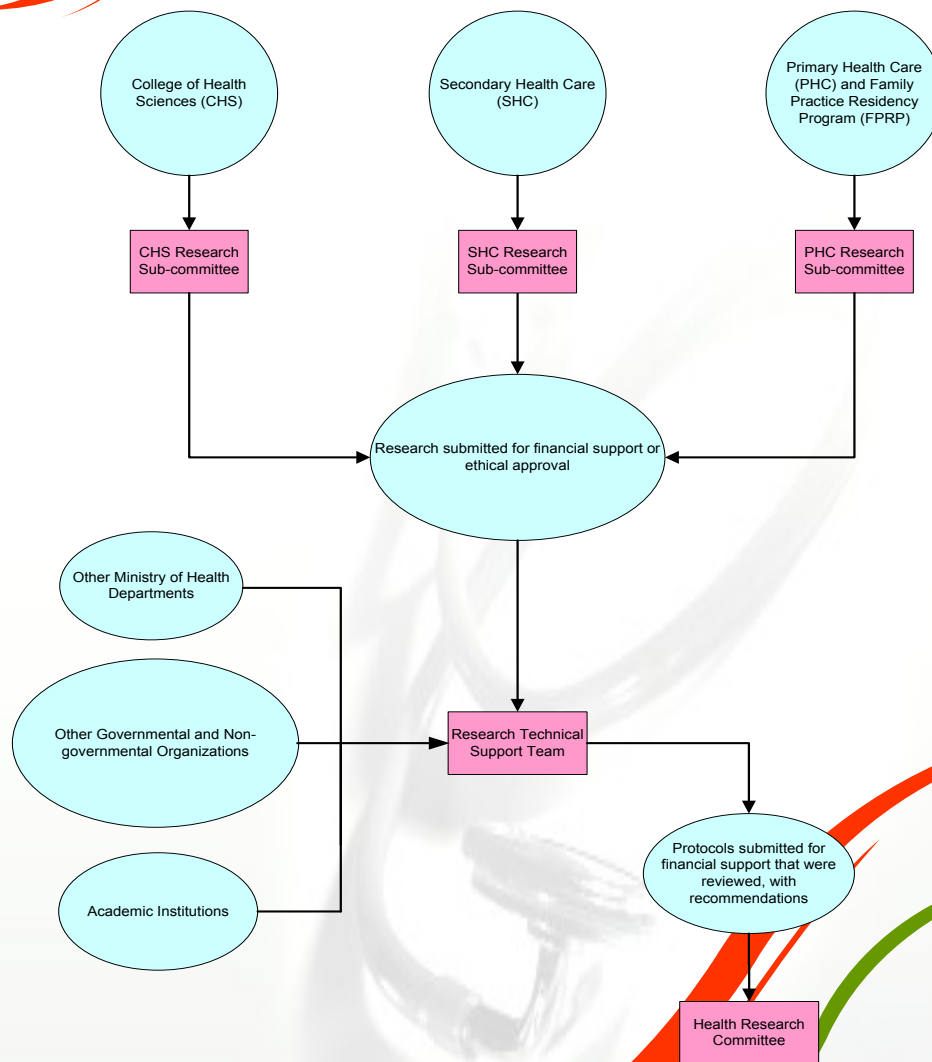 College of Health
Sciences (CHS)
Secondary Health Care
(SHC)
Primary Health Care
(PHC) and Family
Practice Residency
Program (FPRP)
CHS Research
Sub-committee
SHC Research
Sub-committee
PHC Research
Sub-committee
Research submitted for financial support or
ethical approval
Other Ministry of Health
Departments
Other Governmental and Non-
governmental Organizations
Research Technical
Support Team
Academic Institutions
Protocols submitted for
financial support that were
reviewed, with
recommendations
Health Research
Committee